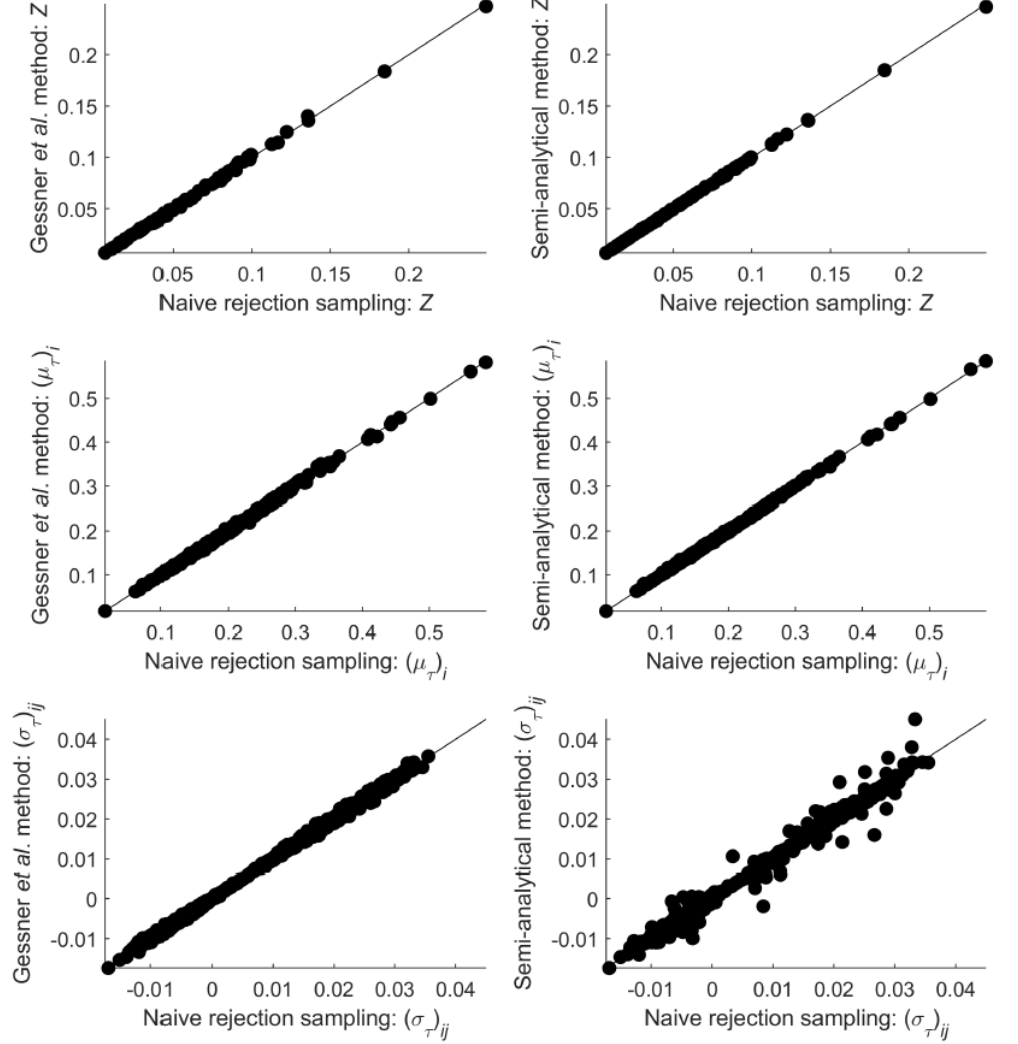 Gessner et al. method: Z
0.2
0.15
0.1
0.05
0.05 0.1 0.15 0.2
Naive rejection sampling: Z
Semi-analytical method: Z
0.2
0.15
0.1
0.05
0.05 0.1 0.15 0.2
Naive rejection sampling: Z
Gessner et al. method: (μτ)i
0.5
0.4
0.3
0.2
0.1
0.1 0.2 0.3 0.4 0.5
Naive rejection sampling: (μτ)i
Semi-analytical method: (μτ)i
0.5
0.4
0.3
0.2
0.1
0.1 0.2 0.3 0.4 0.5
Naive rejection sampling: (μτ)i
Gessner et al. method: (στ)ij
0.04
0.03
0.02
0.01
0
-0.01
-0.01 0 0.01 0.02 0.03 0.04
Naive rejection sampling: (στ)ij
Semi-analytical method: (στ)ij
0.04
0.03
0.02
0.01
0
-0.01
-0.01 0 0.01 0.02 0.03 0.04
Naive rejection sampling: (στ)ij